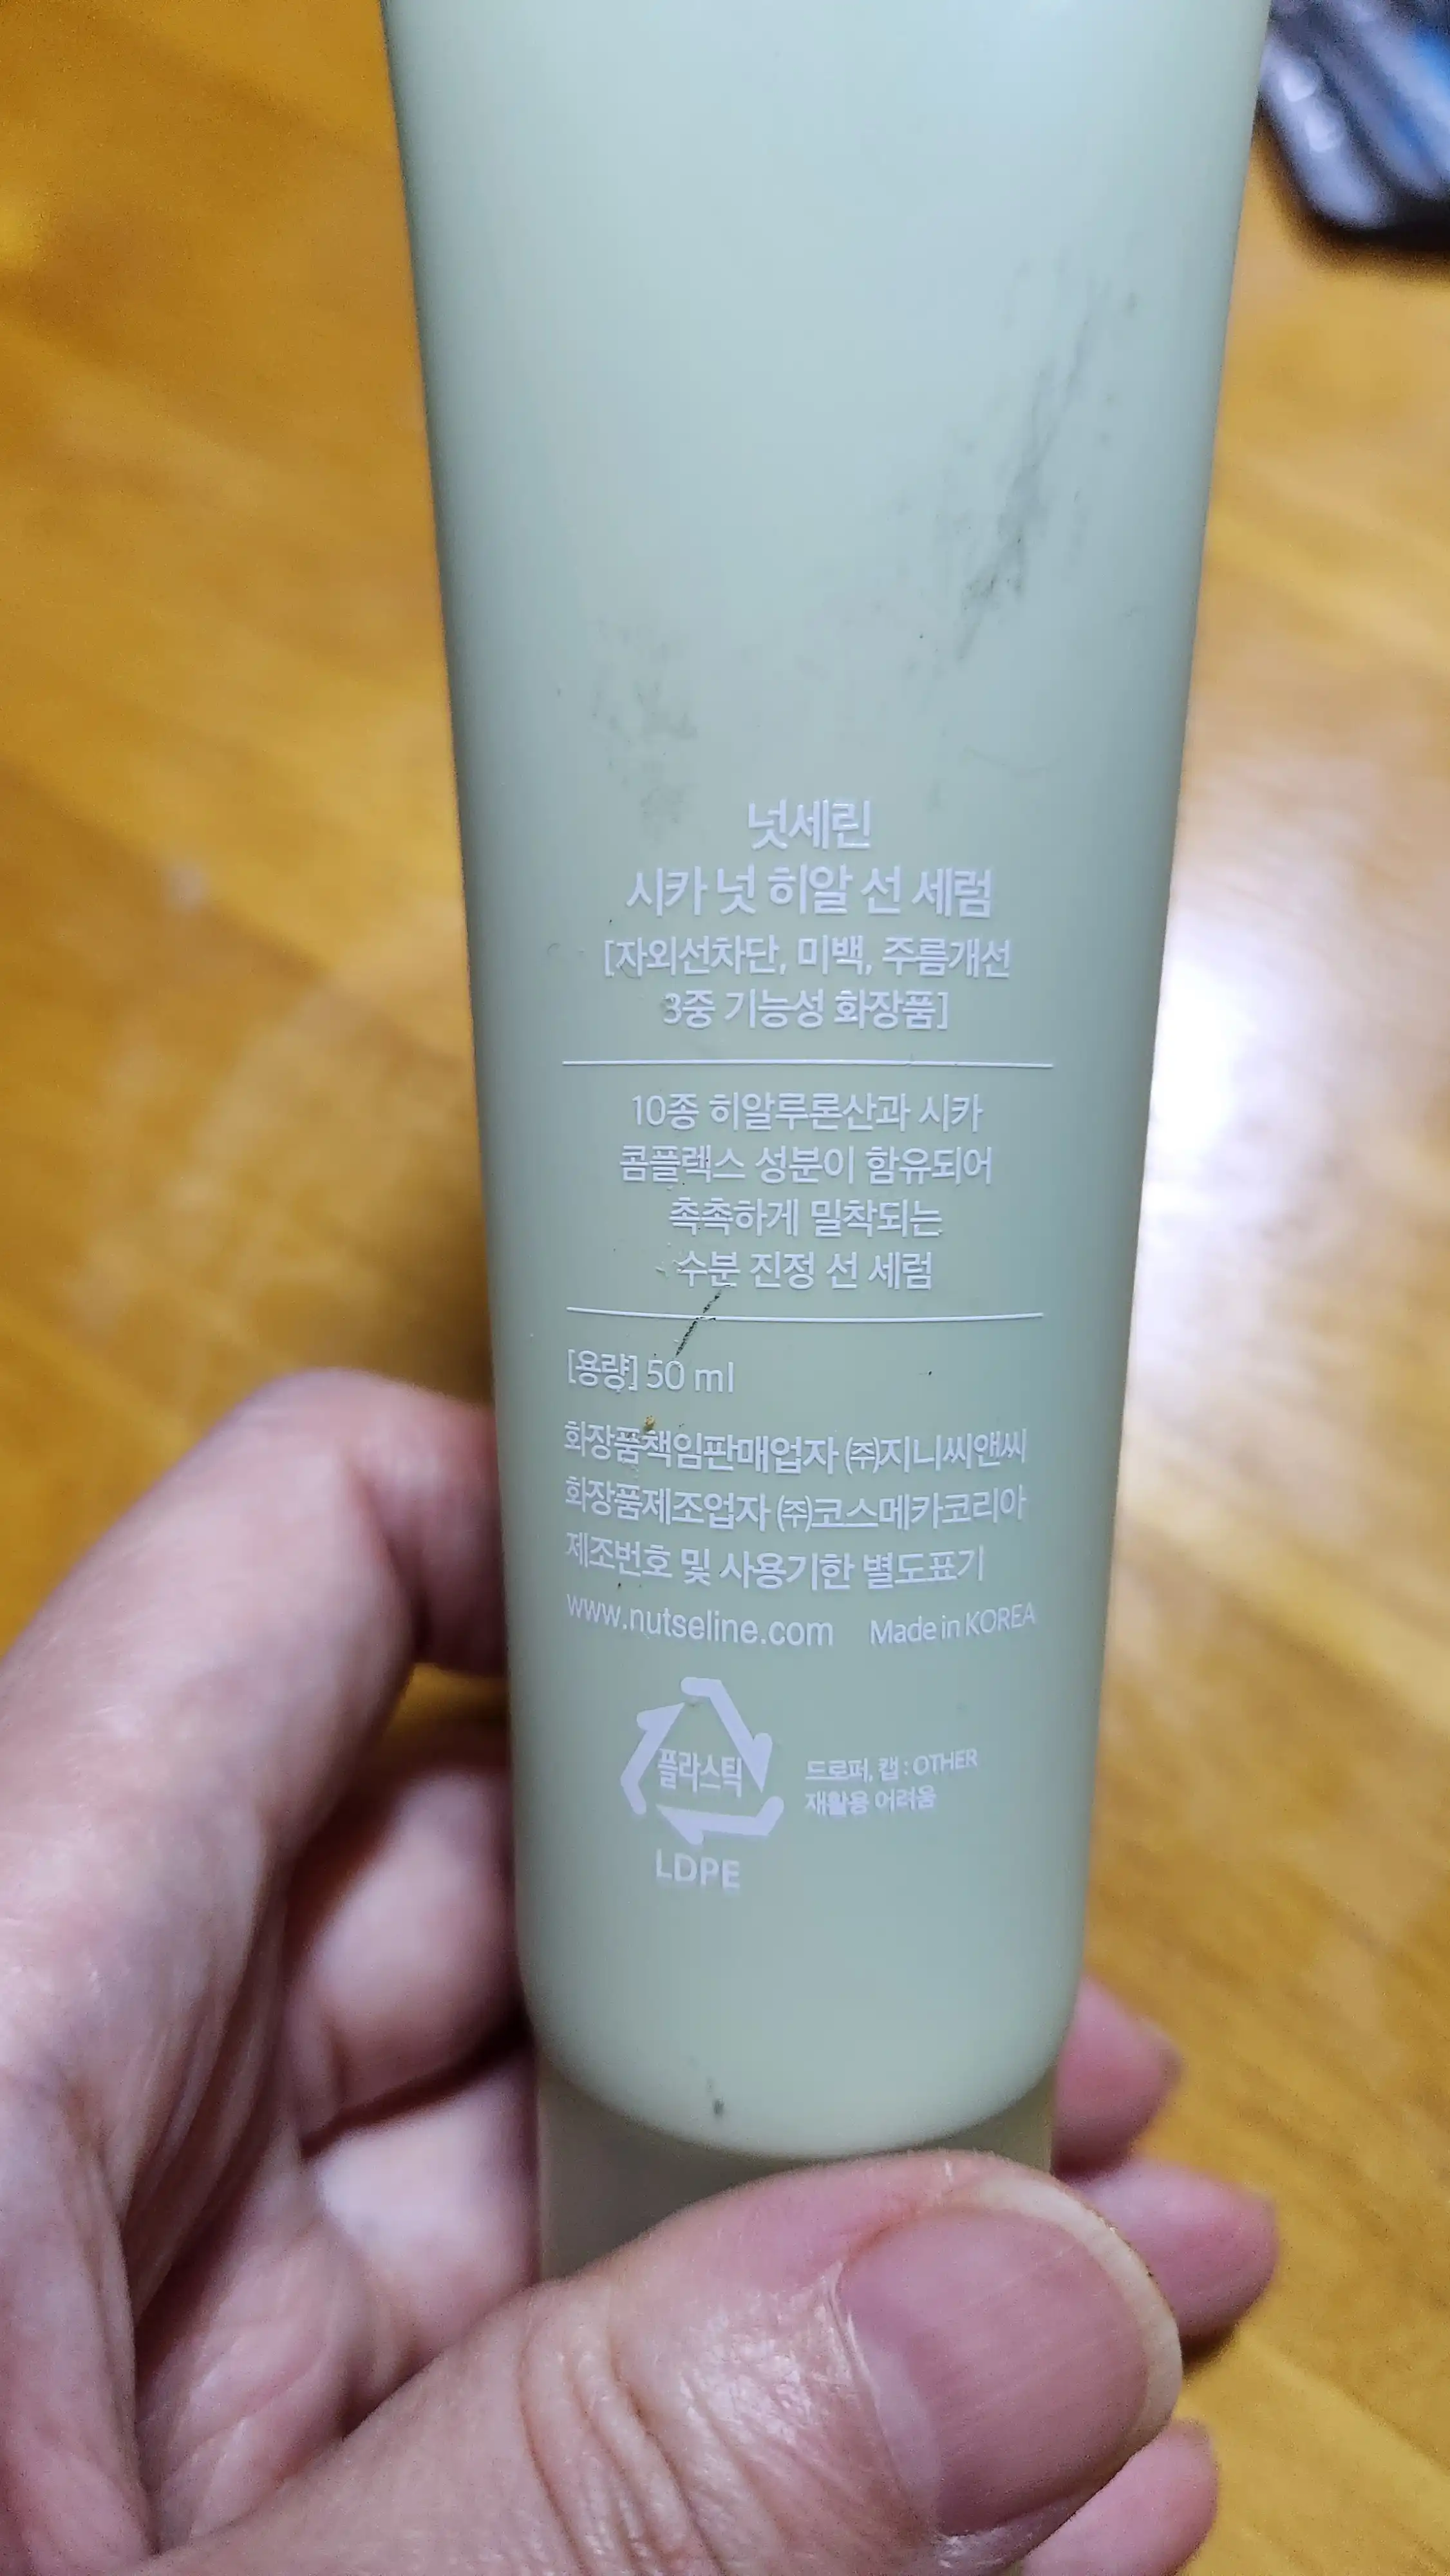 넛세린
시카 넛 히알 선 세럼
[자외선차단, 미백, 주름개선
3중 기능성 화장품]
10종 히알루론산과 시카
콤플렉스 성분이 함유되어
촉촉하게 밀착되는
수분 진정 선 세럼
[용량] 50 ml
화장품책임판매업자 ㈜지니씨앤씨
화장품제조업자 ㈜코스메카코리아
제조번호 및 사용기한 별도표기
www.nutseline.com Made in KOREA
플라스틱
LDPE
드로퍼, 캡 : OTHER
재활용 어려움